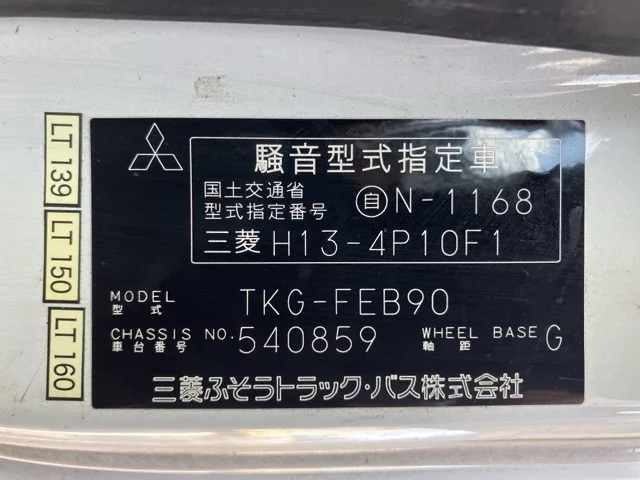 騒音型式指定車
国土交通省
型式指定番号 自N-1168
三菱 H13-4P10F1
MODEL
型式 TKG-FEB90
CHASSIS NO.
車台番号 540859 WHEEL BASE
軸距 G
三菱ふそうトラック・バス株式会社
LT 139
LT 150
LT 160